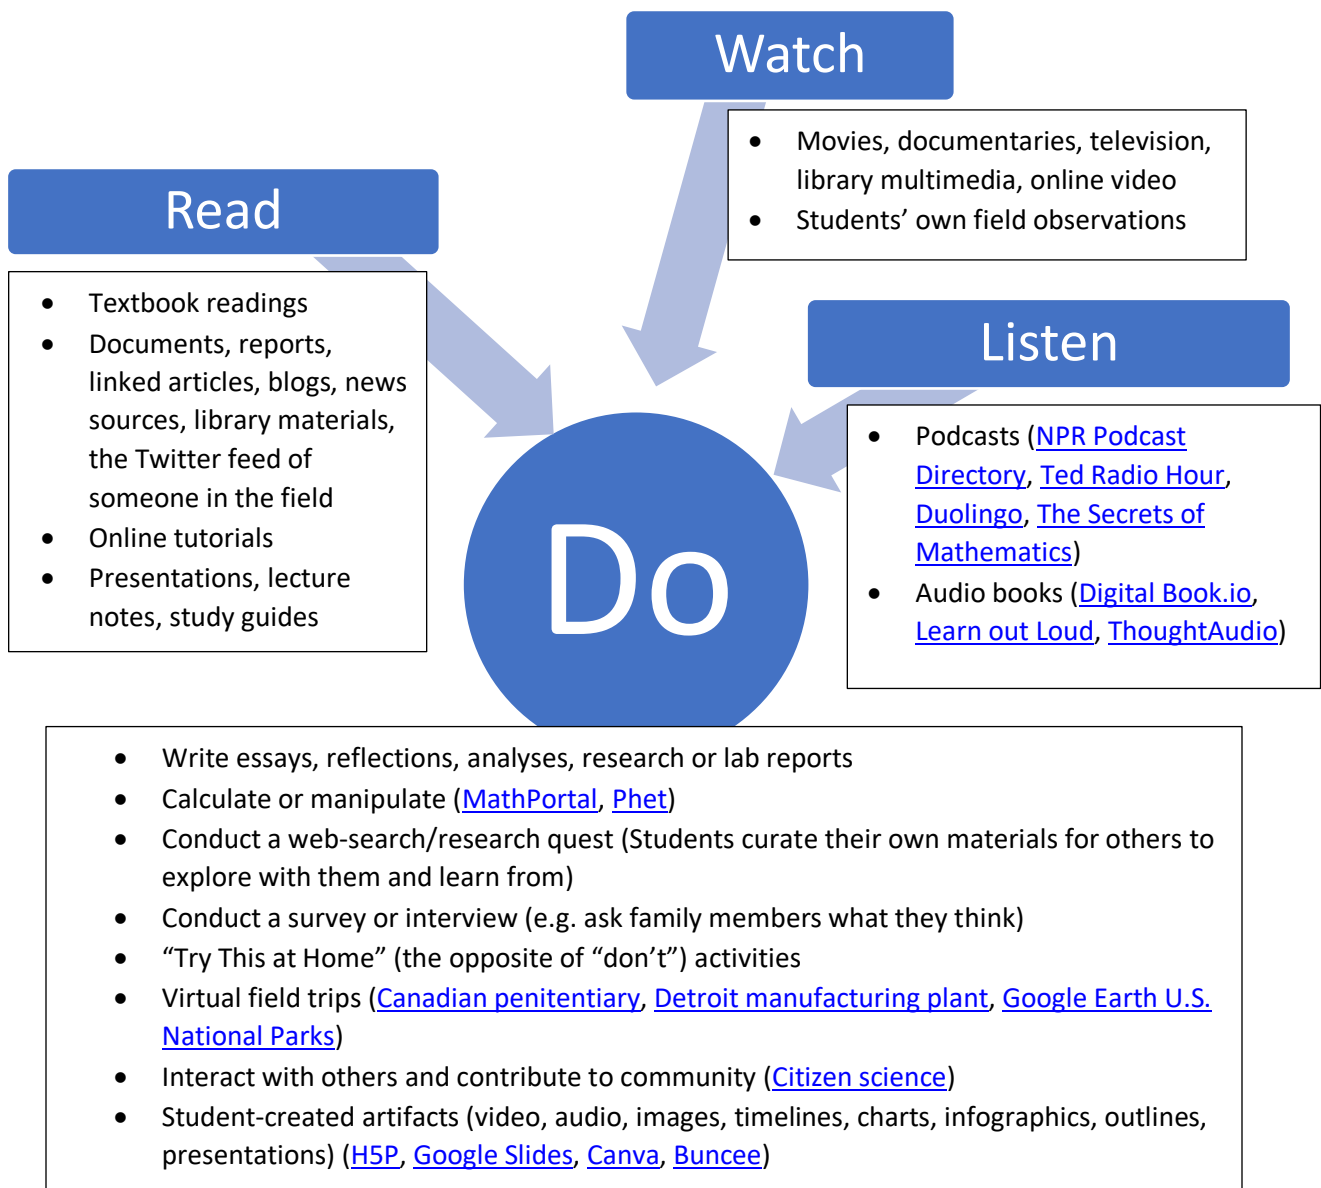 Watch
• Movies, documentaries, television,
library multimedia, online video
• Students’ own field observations
Read
• Textbook readings
• Documents, reports,
linked articles, blogs, news
sources, library materials,
the Twitter feed of
someone in the field
• Online tutorials
• Presentations, lecture
notes, study guides
Listen
• Podcasts (NPR Podcast
Directory, Ted Radio Hour,
Duolingo, The Secrets of
Mathematics)
• Audio books (Digital Book.io,
Learn out Loud, ThoughtAudio)
Do
• Write essays, reflections, analyses, research or lab reports
• Calculate or manipulate (MathPortal, Phet)
• Conduct a web-search/research quest (Students curate their own materials for others to
explore with them and learn from)
• Conduct a survey or interview (e.g. ask family members what they think)
• “Try This at Home” (the opposite of “don’t”) activities
• Virtual field trips (Canadian penitentiary, Detroit manufacturing plant, Google Earth U.S.
National Parks)
• Interact with others and contribute to community (Citizen science)
• Student-created artifacts (video, audio, images, timelines, charts, infographics, outlines,
presentations) (H5P, Google Slides, Canva, Buncee)